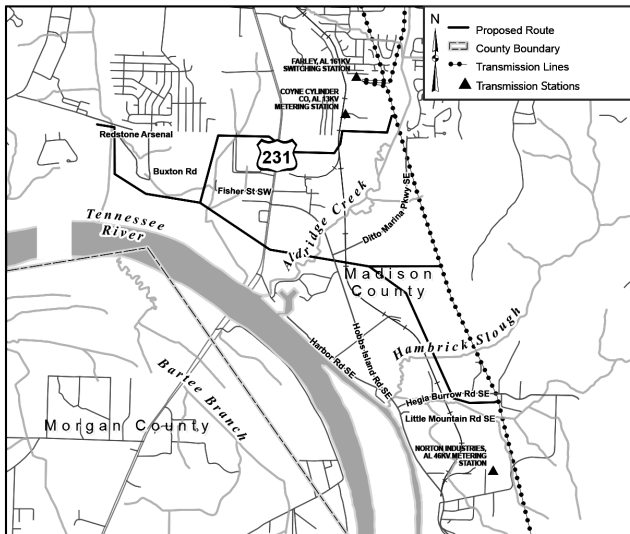 N
Proposed Route
County Boundary
Transmission Lines
Transmission Stations
FARLEY, AL 161KV
SWITCHING STATION
COYNE CYLINDER
CO, AL 13KV
METERING STATION
Redstone Arsenal
231
Buxton Rd
Fisher St SW
Aldridge Creek
Ditto Marina Pkwy SE
Tennessee
River
Madison
County
Hambrick Slough
Hobbs Island Rd SE
Harbor Rd SE
Bartee Branch
Hegia Burrow Rd SE
Little Mountain Rd SE
Morgan County
NORTON INDUSTRIES,
AL 46KV METERING
STATION